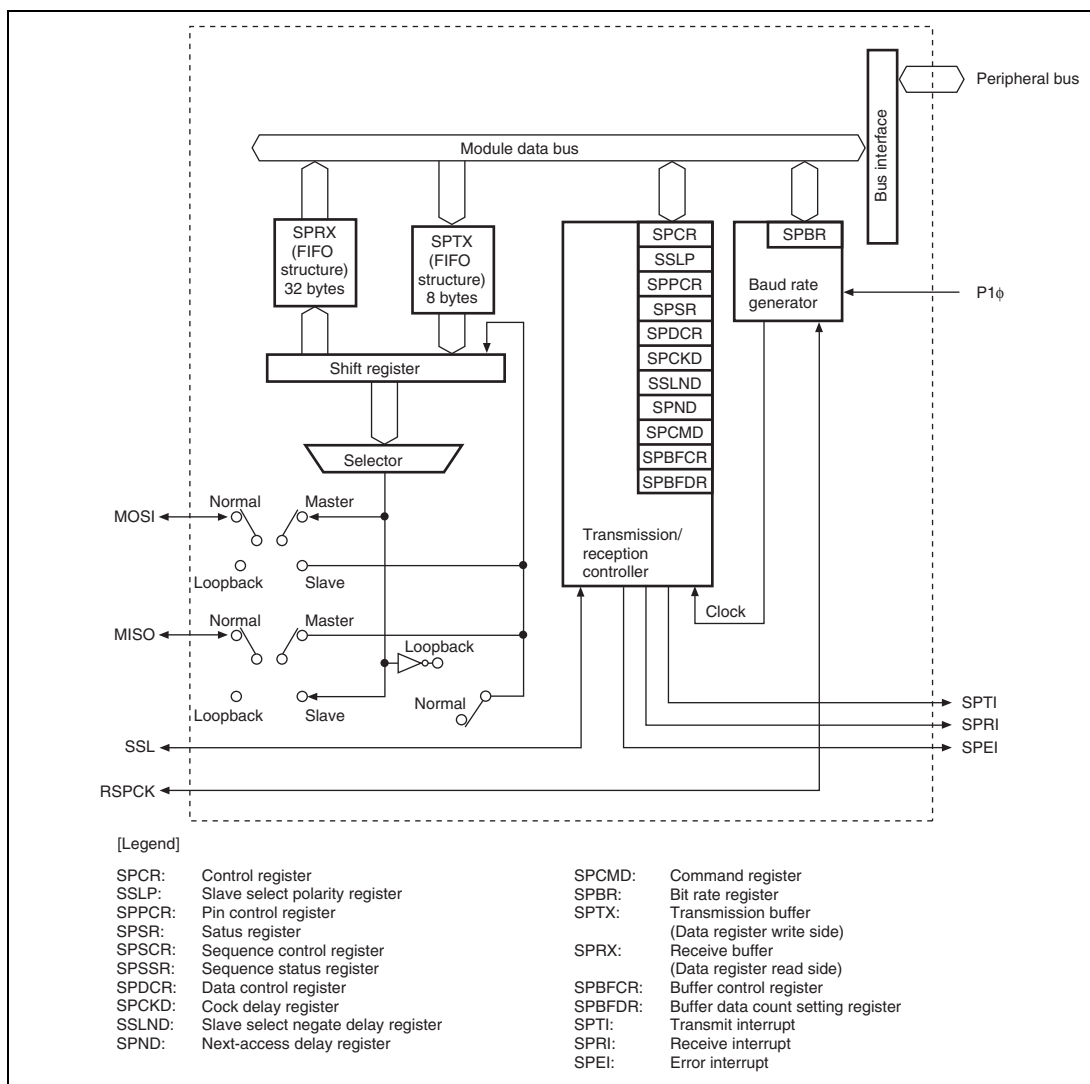 Peripheral bus
Bus interface
Module data bus
SPRX
(FIFO
structure)
32 bytes
SPTX
(FIFO
structure)
8 bytes
SPCR
SSLP
SPPCR
SPSR
SPDCR
SPCKD
SSLND
SPND
SPCMD
SPBFCR
SPBFDR
Transmission/
reception
controller
SPBR
Baud rate
generator
P1ϕ
Shift register
Selector
Clock
MOSI
Normal
Master
Loopback
Slave
MISO
Normal
Master
Loopback
Loopback
Slave
Normal
SSL
RSPCK
SPTI
SPRI
SPEI
[Legend]
SPCR: Control register
SSLP: Slave select polarity register
SPPCR: Pin control register
SPSR: Satus register
SPSCR: Sequence control register
SPSSR: Sequence status register
SPDCR: Data control register
SPCKD: Cock delay register
SSLND: Slave select negate delay register
SPND: Next-access delay register
SPCMD: Command register
SPBR: Bit rate register
SPTX: Transmission buffer
(Data register write side)
SPRX: Receive buffer
(Data register read side)
SPBFCR: Buffer control register
SPBFDR: Buffer data count setting register
SPTI: Transmit interrupt
SPRI: Receive interrupt
SPEI: Error interrupt